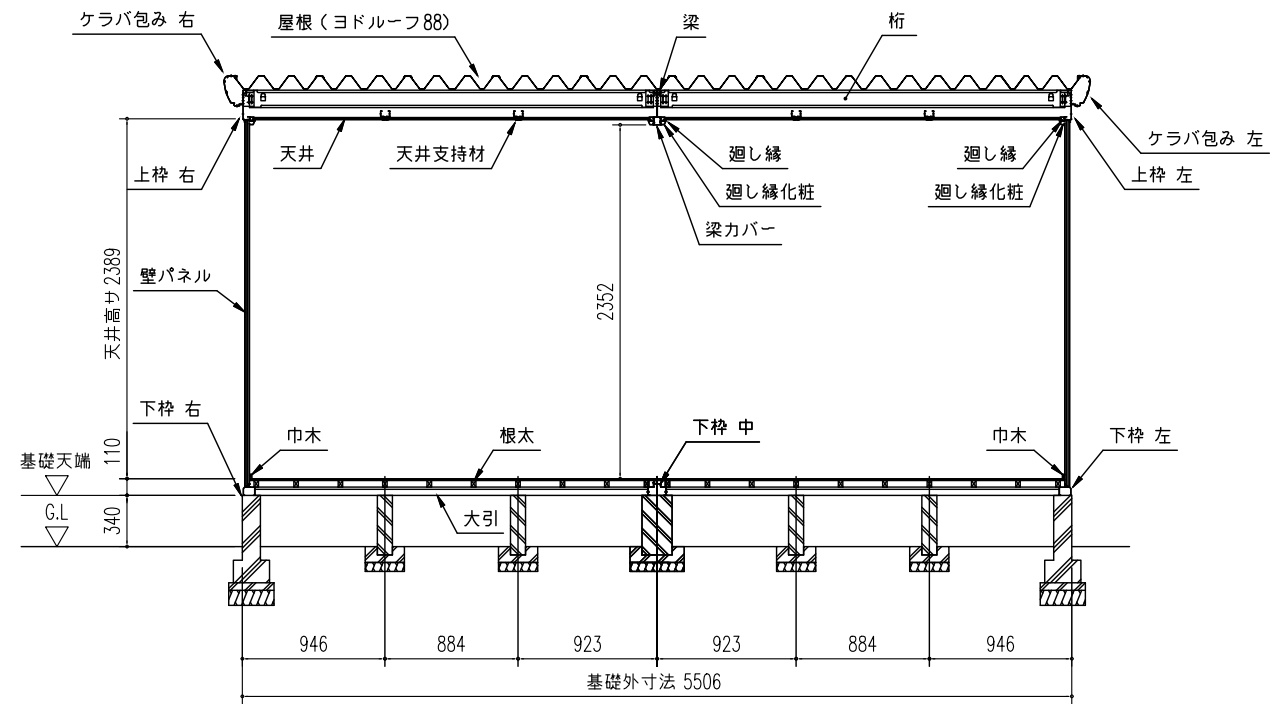 ケラバ包み 右
屋根（ヨドルーフ88）
梁
桁
ケラバ包み 左
天井
天井支持材
廻し縁
廻し縁
上枠 右
廻し縁化粧
廻し縁化粧
上枠 左
梁カバー
天井高サ2389
壁パネル
2352
下枠 右
巾木
根太
下枠 中
巾木
下枠 左
110
基礎天端
G.L
340
大引
946
884
923
923
884
946
基礎外寸法 5506